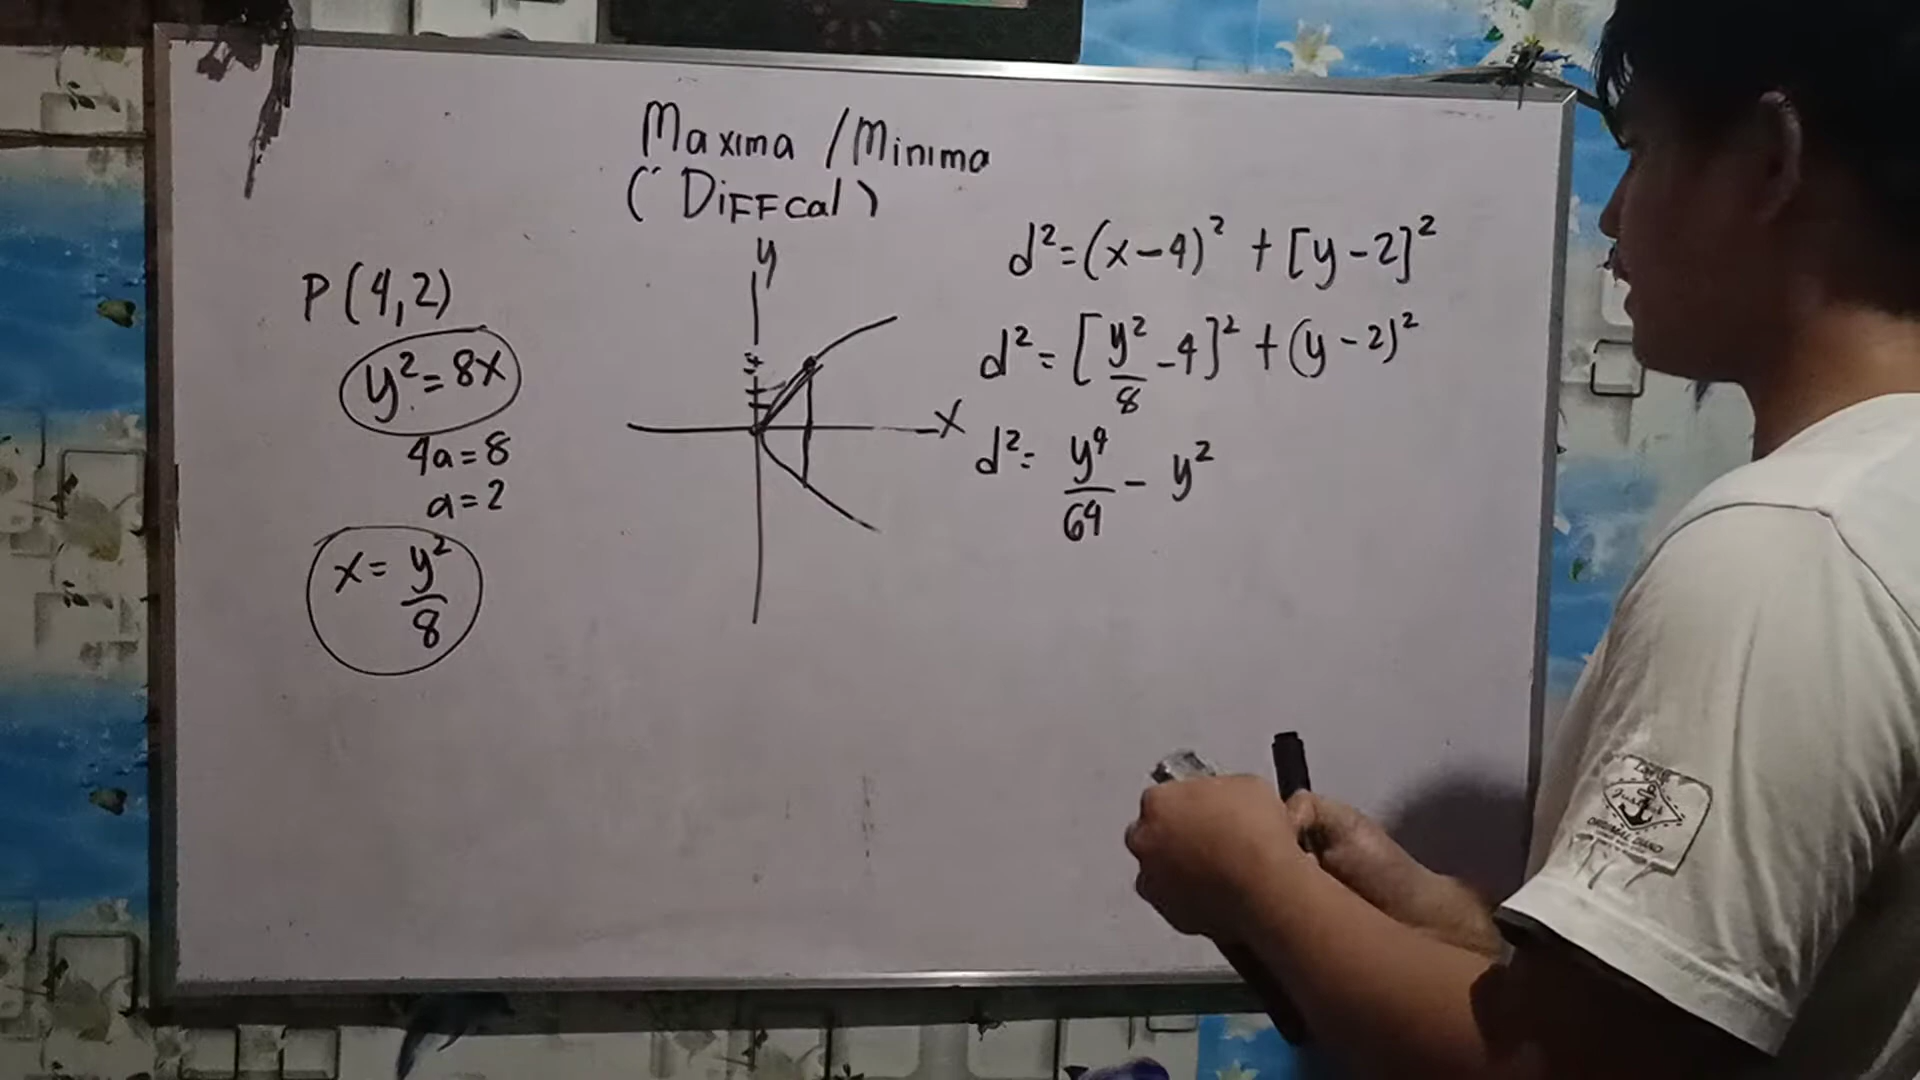 Maxima / Minima
(DiFFcal)
P(4,2)
y² = 8x
4a = 8
a = 2
x = y²/8
y
x
d² = (x-4)² + [y-2]²
d² = [y²/8 - 4]² + (y-2)²
d² = y⁴/64 - y²